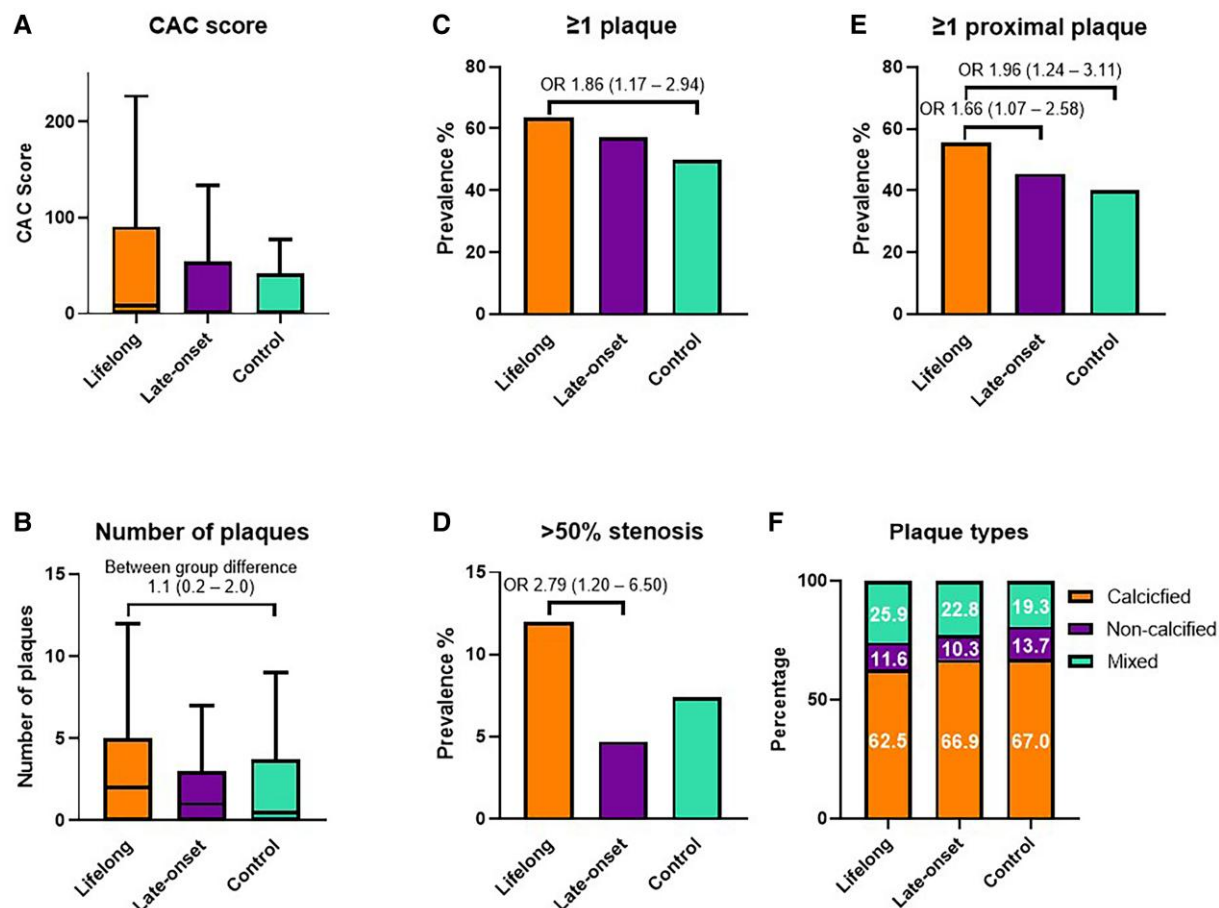 A
CAC score
CAC Score
200
100
0
Lifelong
Late-onset
Control
C
≥1 plaque
Prevalence %
80
60
40
20
0
OR 1.86 (1.17 – 2.94)
Lifelong
Late-onset
Control
E
≥1 proximal plaque
Prevalence %
80
60
40
20
0
OR 1.96 (1.24 – 3.11)
OR 1.66 (1.07 – 2.58)
Lifelong
Late-onset
Control
B
Number of plaques
Number of plaques
15
10
5
0
Between group difference
1.1 (0.2 – 2.0)
Lifelong
Late-onset
Control
D
>50% stenosis
Prevalence %
15
10
5
0
OR 2.79 (1.20 – 6.50)
Lifelong
Late-onset
Control
F
Plaque types
Percentage
100
50
0
25.9
22.8
19.3
11.6
10.3
13.7
62.5
66.9
67.0
Lifelong
Late-onset
Control
Calcicfied
Non-calcified
Mixed